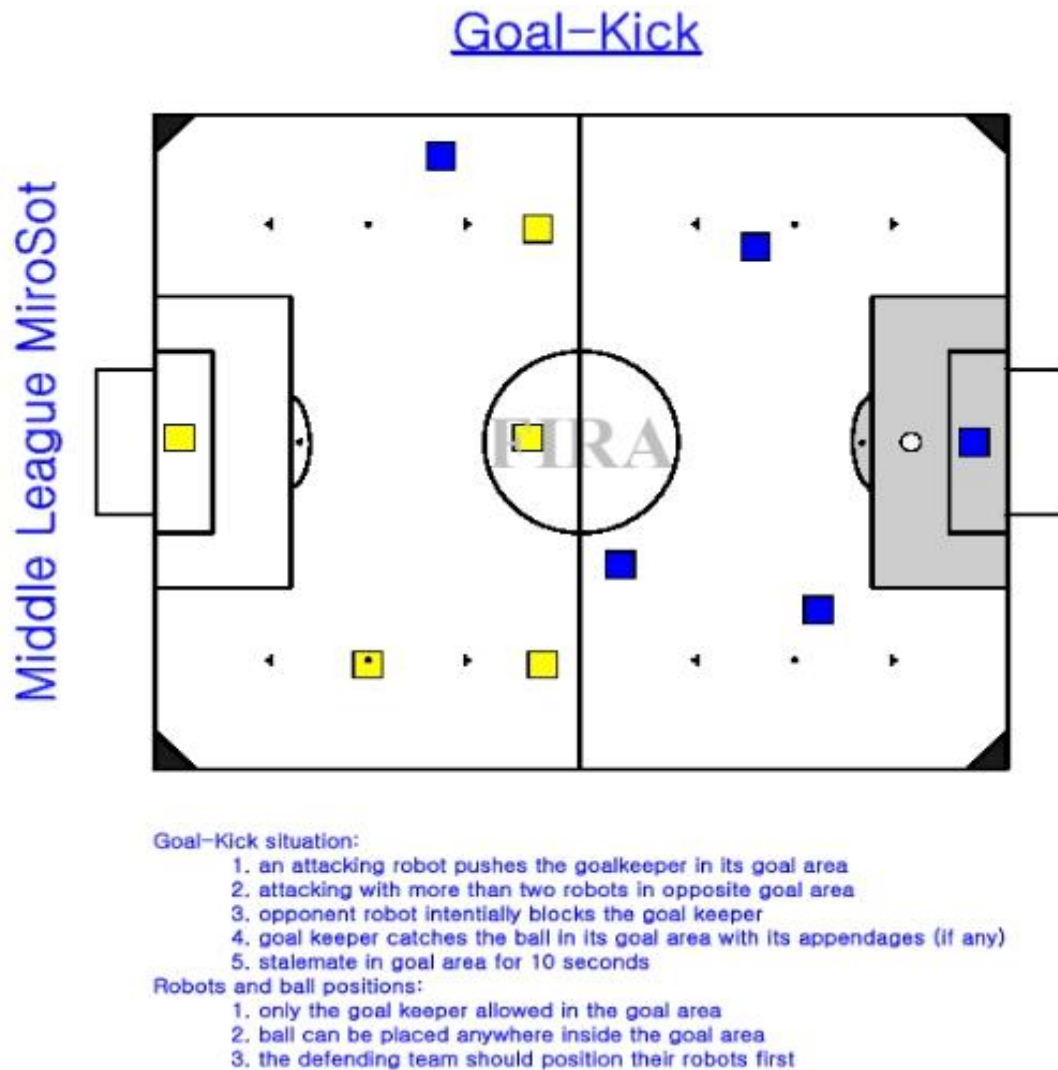 Goal-Kick
Middle League MiroSot
FIRA
Goal-Kick situation:
1. an attacking robot pushes the goalkeeper in its goal area
2. attacking with more than two robots in opposite goal area
3. opponent robot intentially blocks the goal keeper
4. goal keeper catches the ball in its goal area with its appendages (if any)
5. stalemate in goal area for 10 seconds
Robots and ball positions:
1. only the goal keeper allowed in the goal area
2. ball can be placed anywhere inside the goal area
3. the defending team should position their robots first